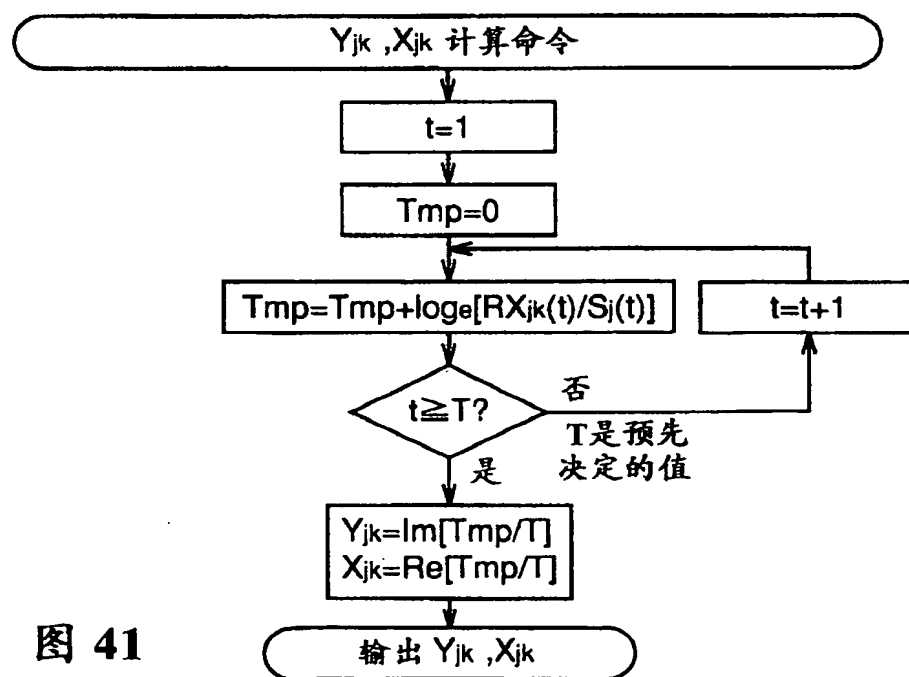 Yjk ,Xjk 计算命令
t=1
Tmp=0
Tmp=Tmp+loge[RXjk(t)/Sj(t)]
t=t+1
t≧T?
否
T是预先
决定的值
是
Yjk=Im[Tmp/T]
Xjk=Re[Tmp/T]
图 41
输出 Yjk ,Xjk